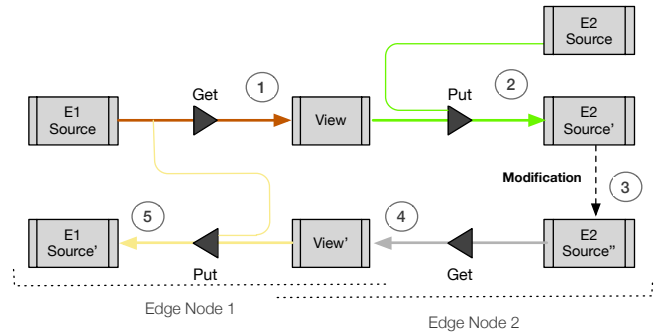 E2
Source
Get
1
Put
2
E1
Source
View
E2
Source'
Modification
3
5
4
E1
Source'
View'
E2
Source''
Put
Get
Edge Node 1
Edge Node 2